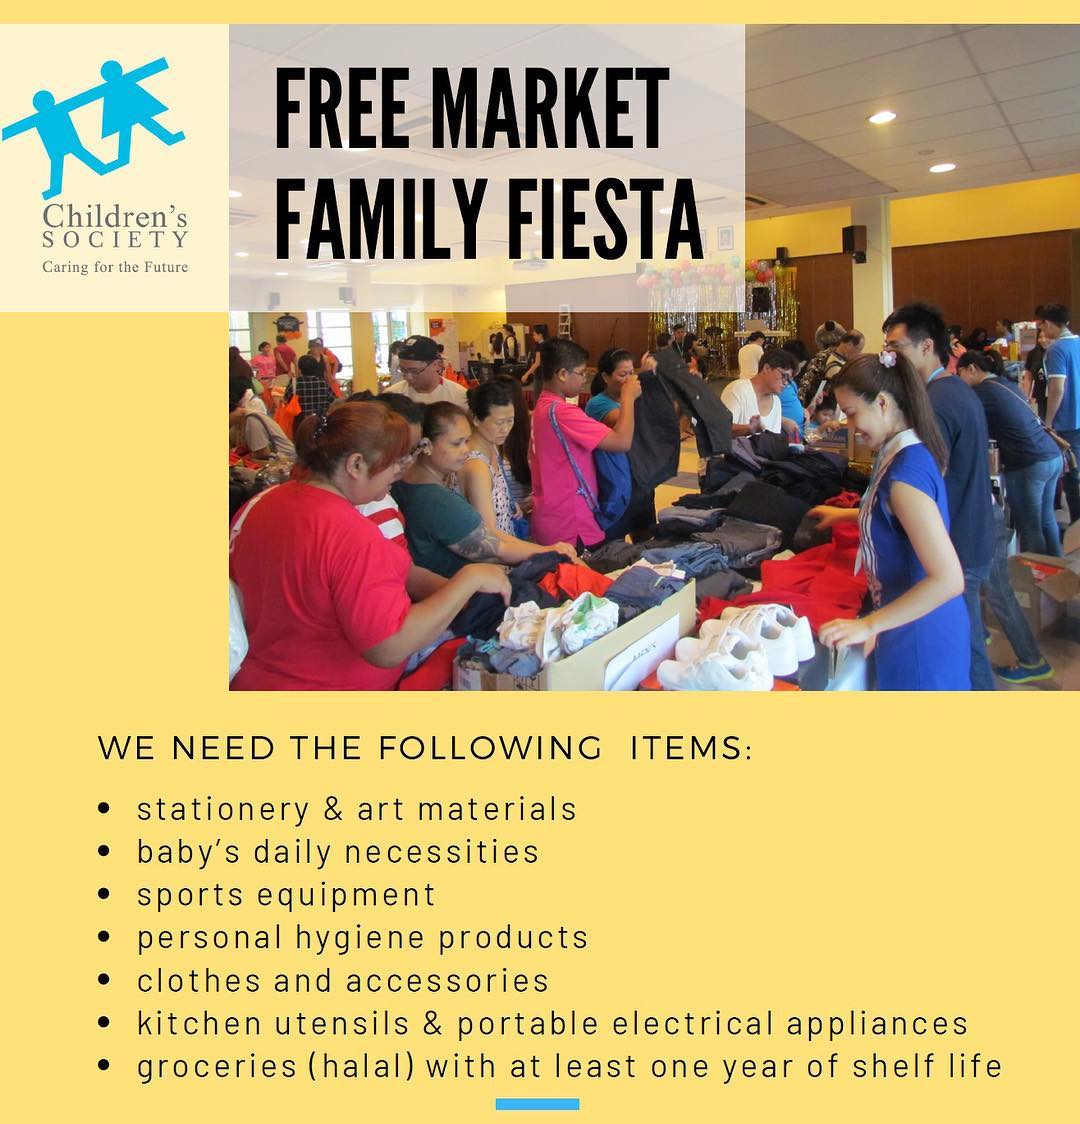 Children's
SOCIETY
Caring for the Future
FREE MARKET
FAMILY FIESTA
MEN'S
WE NEED THE FOLLOWING ITEMS:
• stationery & art materials
• baby's daily necessities
• sports equipment
• personal hygiene products
• clothes and accessories
• kitchen utensils & portable electrical appliances
• groceries (halal) with at least one year of shelf life